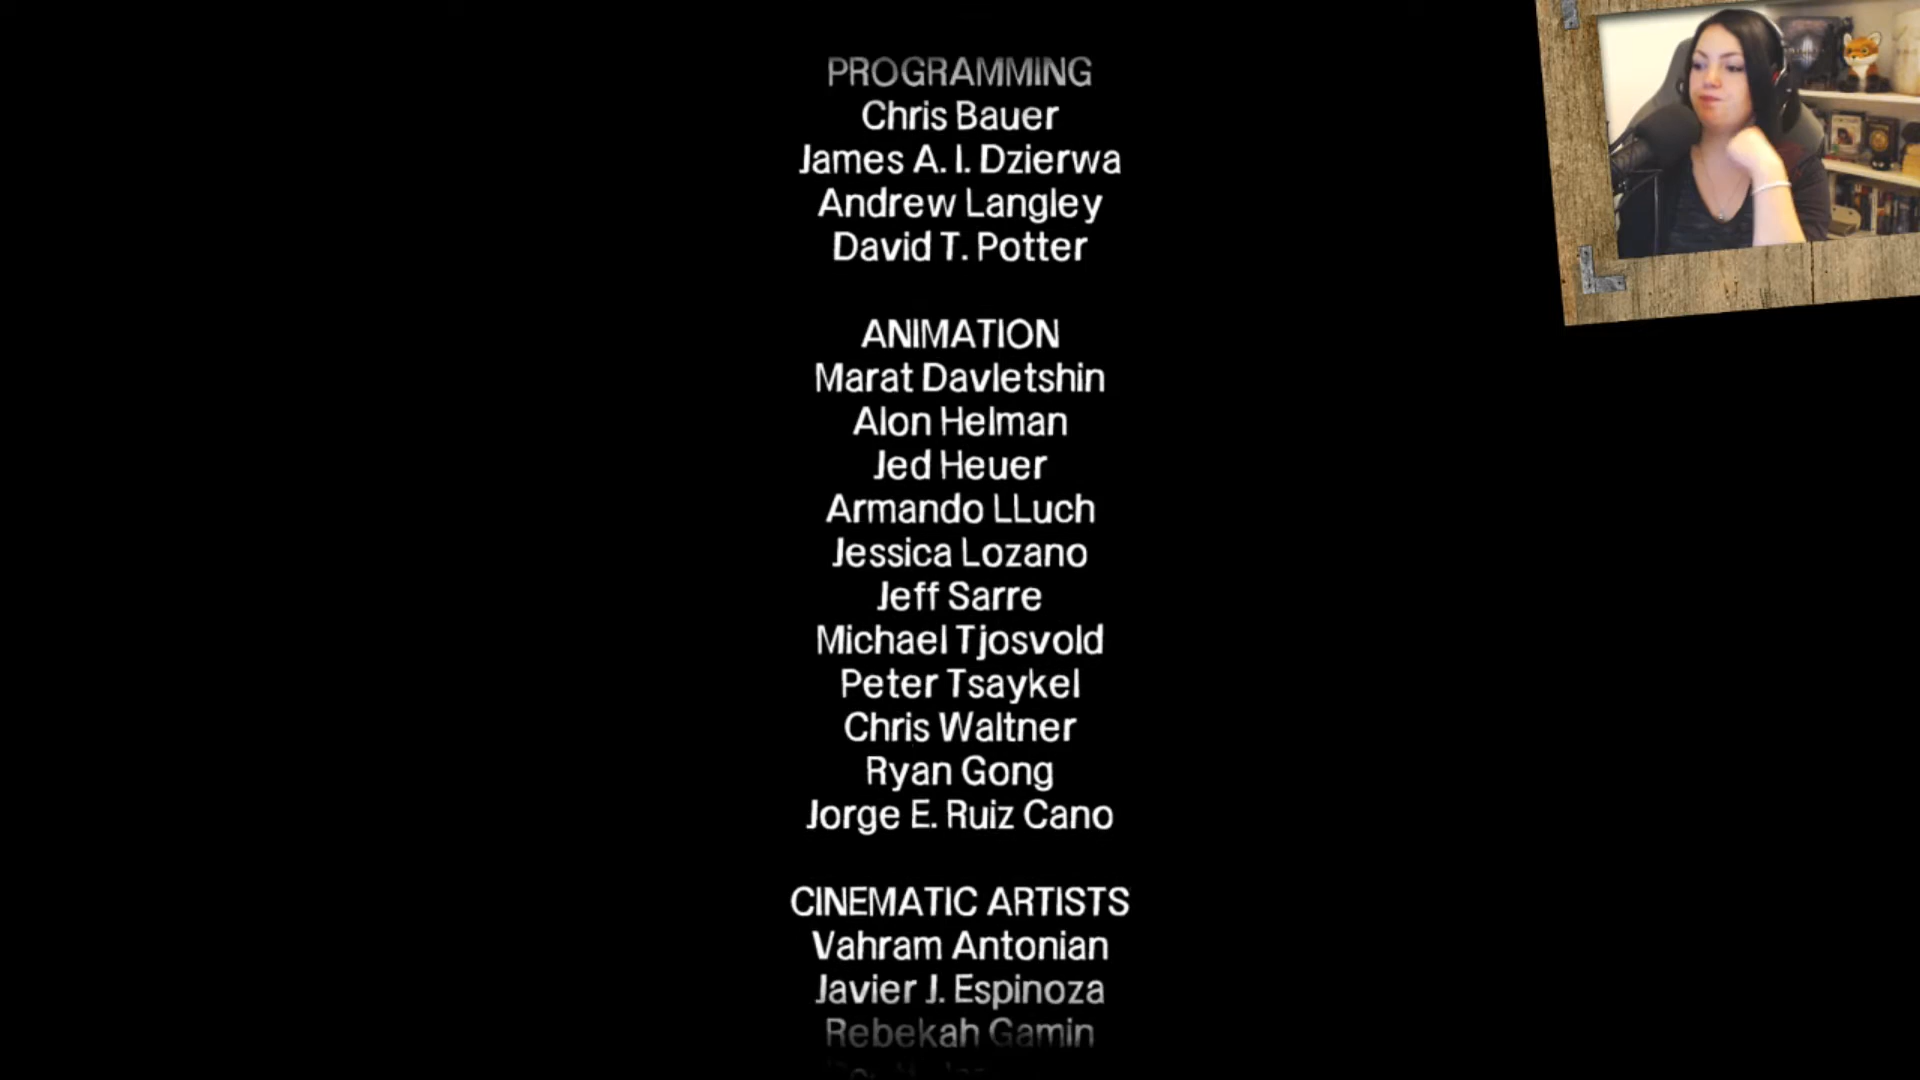 PROGRAMMING
Chris Bauer
James A. I. Dzierwa
Andrew Langley
David T. Potter
ANIMATION
Marat Davletshin
Alon Helman
Jed Heuer
Armando LLuch
Jessica Lozano
Jeff Sarre
Michael Tjosvold
Peter Tsaykel
Chris Waltner
Ryan Gong
Jorge E. Ruiz Cano
CINEMATIC ARTISTS
Vahram Antonian
Javier J. Espinoza
Rebekah Gamin